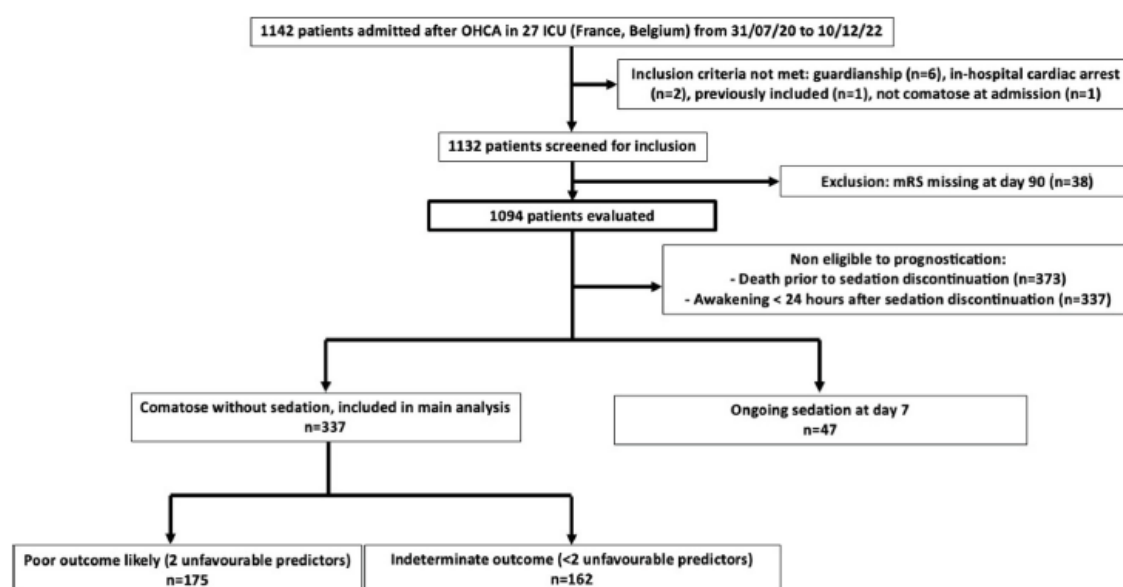 1142 patients admitted after OHCA in 27 ICU (France, Belgium) from 31/07/20 to 10/12/22
Inclusion criteria not met: guardianship (n=6), in-hospital cardiac arrest
(n=2), previously included (n=1), not comatose at admission (n=1)
1132 patients screened for inclusion
Exclusion: mRS missing at day 90 (n=38)
1094 patients evaluated
Non eligible to prognostication:
- Death prior to sedation discontinuation (n=373)
- Awakening < 24 hours after sedation discontinuation (n=337)
Comatose without sedation, included in main analysis
n=337
Ongoing sedation at day 7
n=47
Poor outcome likely (2 unfavourable predictors)
n=175
Indeterminate outcome (<2 unfavourable predictors)
n=162